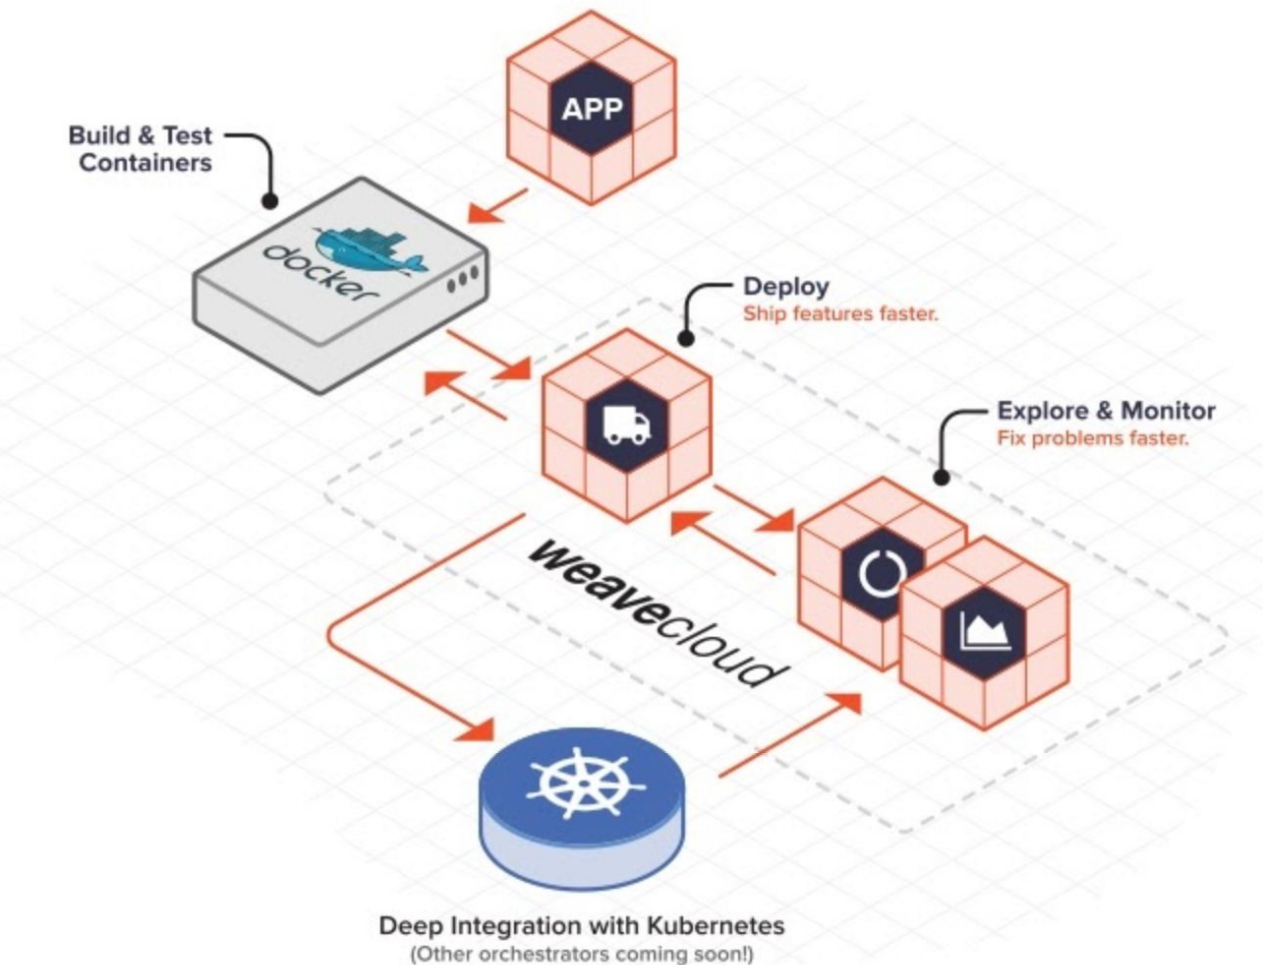 APP
Build & Test
Containers
docker
Deploy
Ship features faster.
Explore & Monitor
Fix problems faster.
weavecloud
Deep Integration with Kubernetes
(Other orchestrators coming soon!)